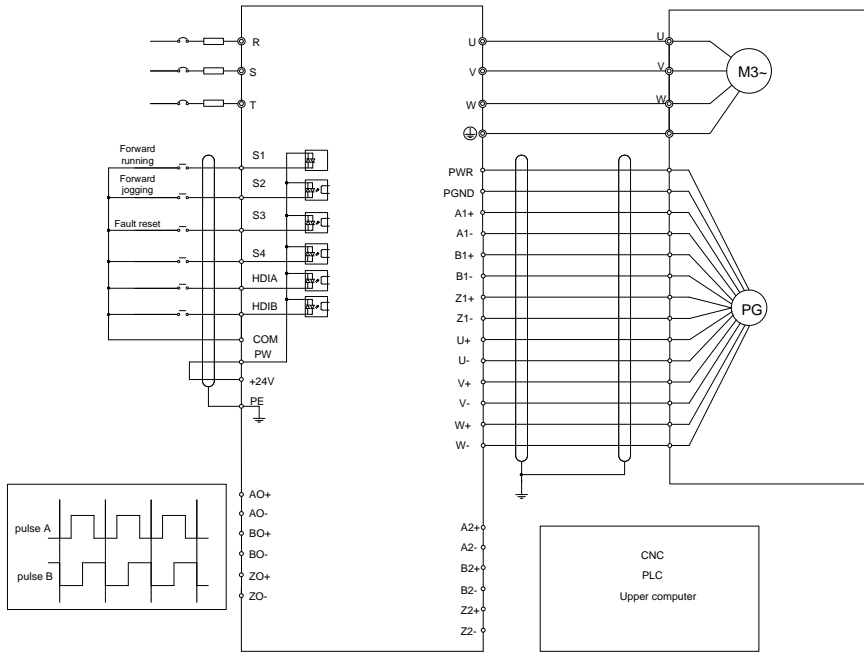 R
S
T
Forward
running
Forward
jogging
Fault reset
S1
S2
S3
S4
HDIA
HDIB
COM
PW
+24V
PE
pulse A
pulse B
AO+
AO-
BO+
BO-
ZO+
ZO-
U
V
W
PWR
PGND
A1+
A1-
B1+
B1-
Z1+
Z1-
U+
U-
V+
V-
W+
W-
A2+
A2-
B2+
B2-
Z2+
Z2-
U
V
W
M3~
PG
CNC
PLC
Upper computer